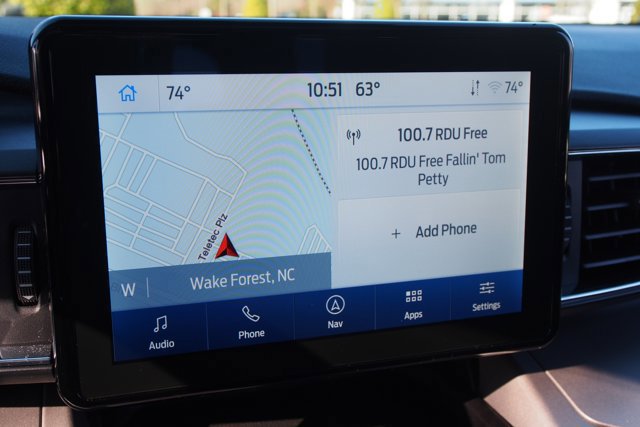 74° 10:51 63° 74°
100.7 RDU Free
100.7 RDU Free Fallin' Tom
Petty
Teletec Plz
+ Add Phone
W | Wake Forest, NC
Audio Phone Nav Apps Settings